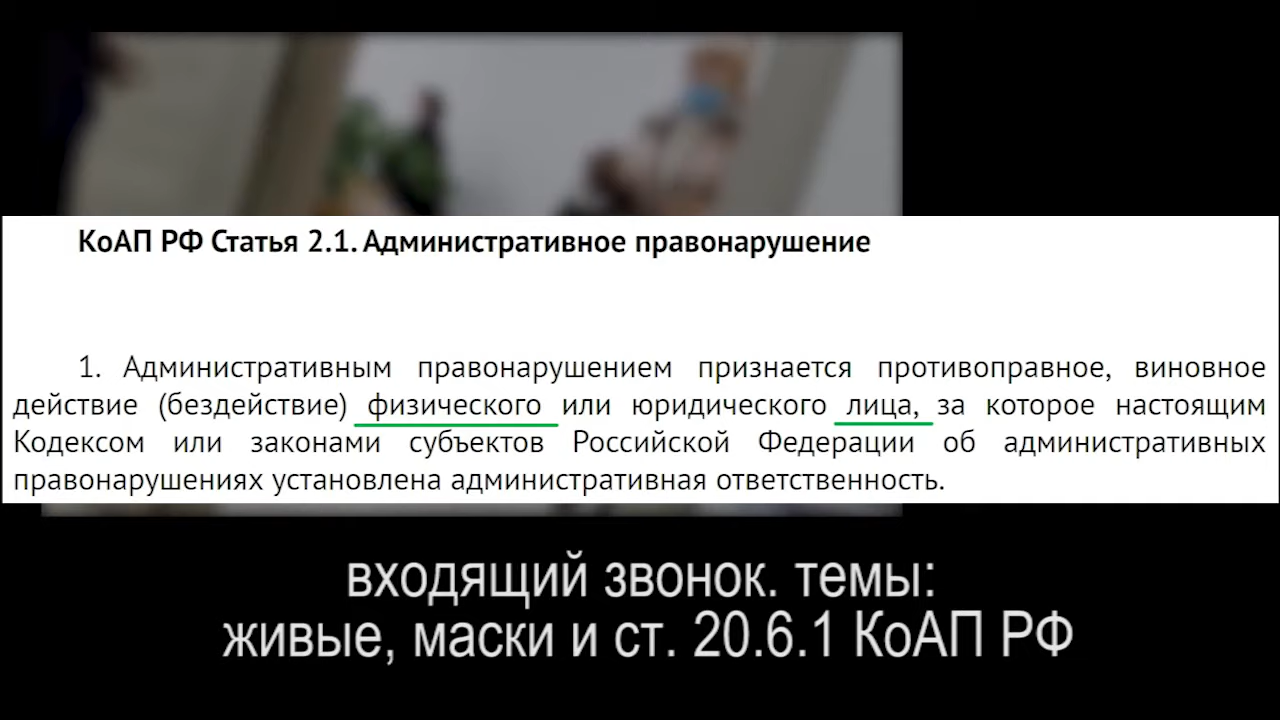 КоАП РФ Статья 2.1. Административное правонарушение
1. Административным правонарушением признается противоправное, виновное
действие (бездействие) физического или юридического лица, за которое настоящим
Кодексом или законами субъектов Российской Федерации об административных
правонарушениях установлена административная ответственность.
входящий звонок. темы:
живые, маски и ст. 20.6.1 КоАП РФ